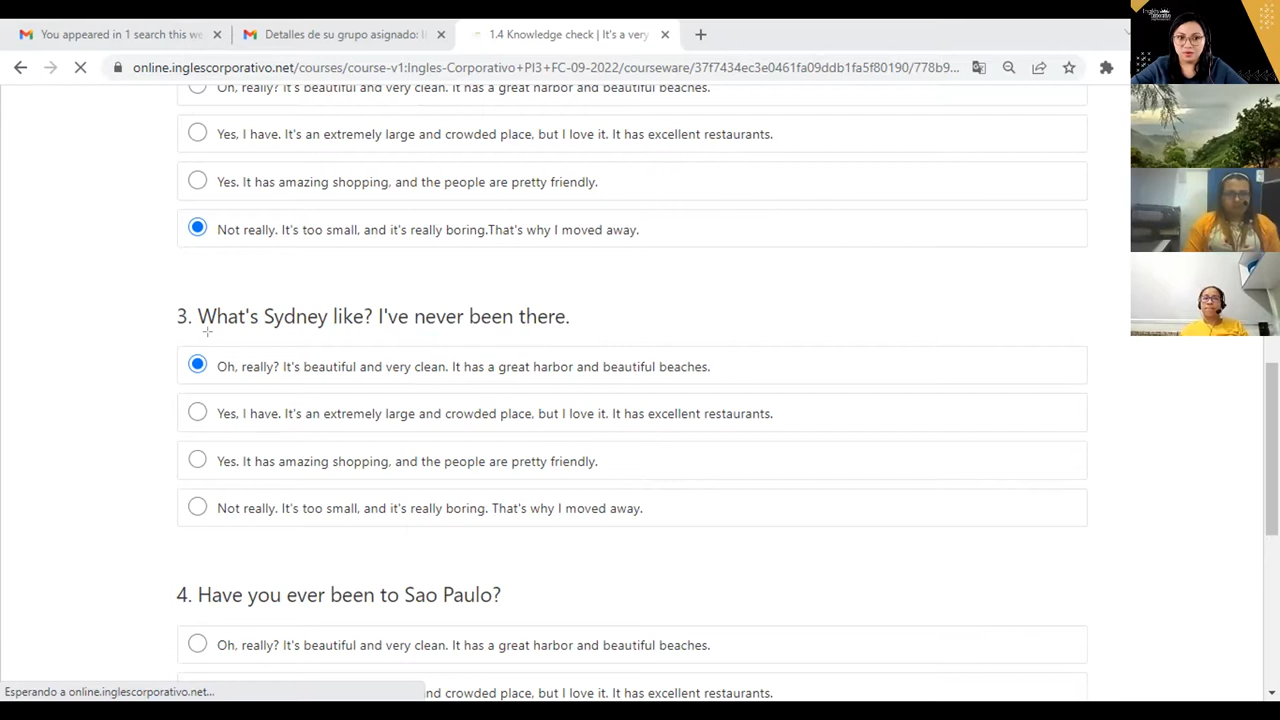 You appeared in 1 search this we
Detalles de su grupo asignado: I
1.4 Knowledge check | It's a very
online.inglescorporativo.net/courses/course-v1:Ingles-Corporativo+PI3+FC-09-2022/courseware/37f7434ec3e0461fa09ddb1fa5f80190/778b9...
Oh, really? It's beautiful and very clean. It has a great harbor and beautiful beaches.
Yes, I have. It's an extremely large and crowded place, but I love it. It has excellent restaurants.
Yes. It has amazing shopping, and the people are pretty friendly.
Not really. It's too small, and it's really boring.That's why I moved away.
3. What's Sydney like? I've never been there.
Oh, really? It's beautiful and very clean. It has a great harbor and beautiful beaches.
Yes, I have. It's an extremely large and crowded place, but I love it. It has excellent restaurants.
Yes. It has amazing shopping, and the people are pretty friendly.
Not really. It's too small, and it's really boring. That's why I moved away.
4. Have you ever been to Sao Paulo?
Oh, really? It's beautiful and very clean. It has a great harbor and beautiful beaches.
nd crowded place, but I love it. It has excellent restaurants.
Esperando a online.inglescorporativo.net...